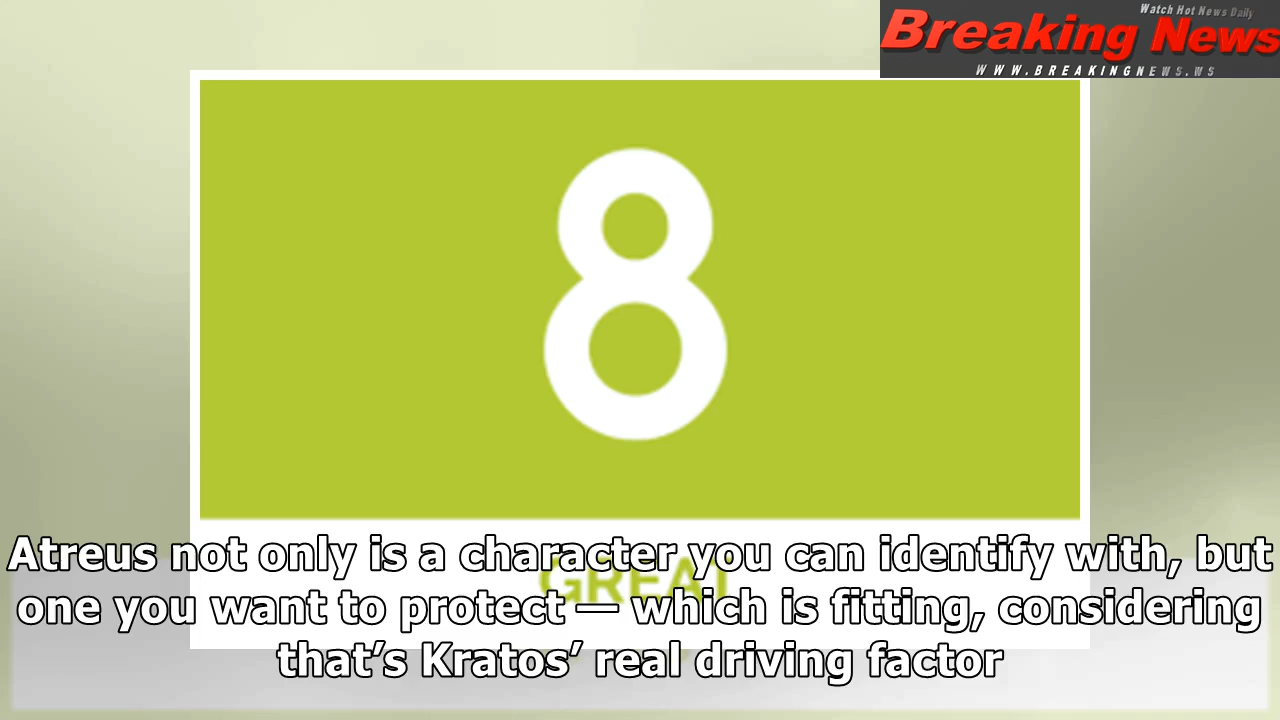 Watch Hot News Daily
Breaking News
WWW.BREAKINGNEWS.WS
8
GREAT
Atreus not only is a character you can identify with, but
one you want to protect — which is fitting, considering
that’s Kratos’ real driving factor